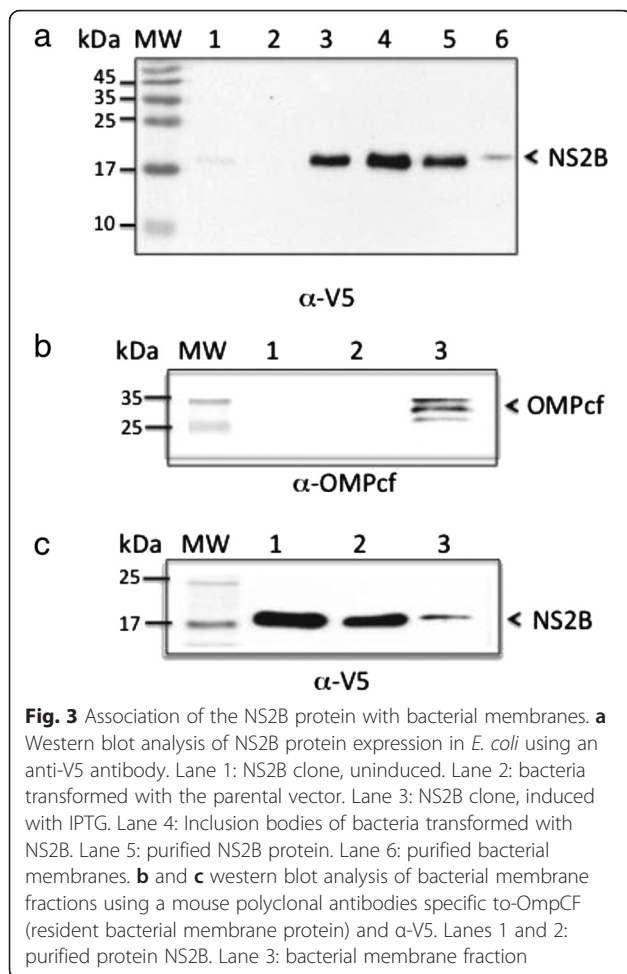 a kDa MW 1 2 3 4 5 6
45
35
25
17
10
< NS2B
α-V5
b kDa MW 1 2 3
35
25
< OMPcf
α-OMPcf
c kDa MW 1 2 3
25
17
< NS2B
α-V5
Fig. 3 Association of the NS2B protein with bacterial membranes. a
Western blot analysis of NS2B protein expression in E. coli using an
anti-V5 antibody. Lane 1: NS2B clone, uninduced. Lane 2: bacteria
transformed with the parental vector. Lane 3: NS2B clone, induced
with IPTG. Lane 4: Inclusion bodies of bacteria transformed with
NS2B. Lane 5: purified NS2B protein. Lane 6: purified bacterial
membranes. b and c western blot analysis of bacterial membrane
fractions using a mouse polyclonal antibodies specific to-OmpCF
(resident bacterial membrane protein) and α-V5. Lanes 1 and 2:
purified protein NS2B. Lane 3: bacterial membrane fraction